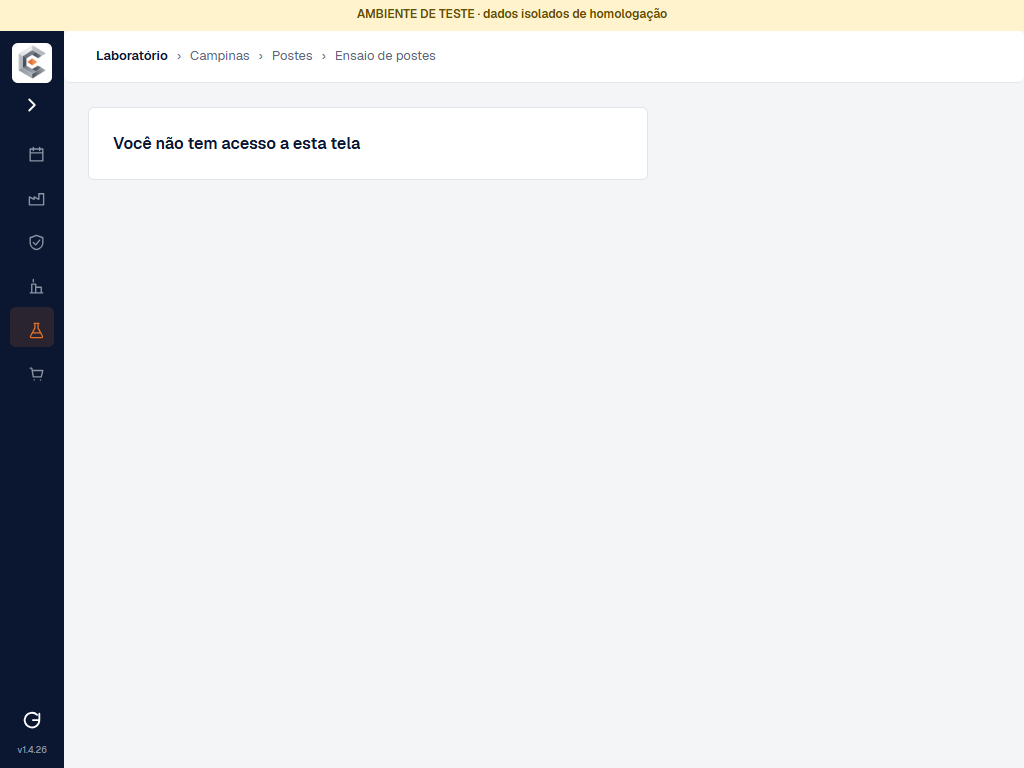 AMBIENTE DE TESTE · dados isolados de homologação
Laboratório › Campinas › Postes › Ensaio de postes
Você não tem acesso a esta tela
v1.4.26